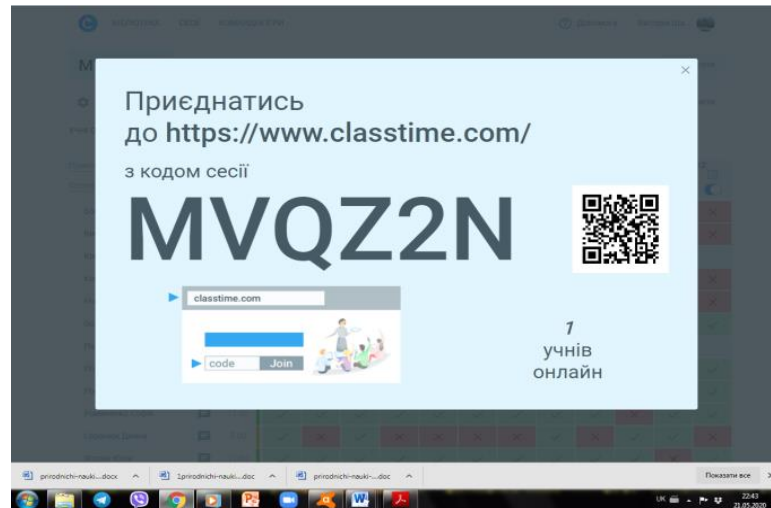 Приєднатись
до https://www.classtime.com/
з кодом сесії
MVQZ2N
classtime.com
code Join
1
учнів
онлайн
prirodnichi-nauki...docx
1prirodnichi-nauki...doc
prirodnichi-nauki-...doc
Показати все
UK
22:43
21.05.2020